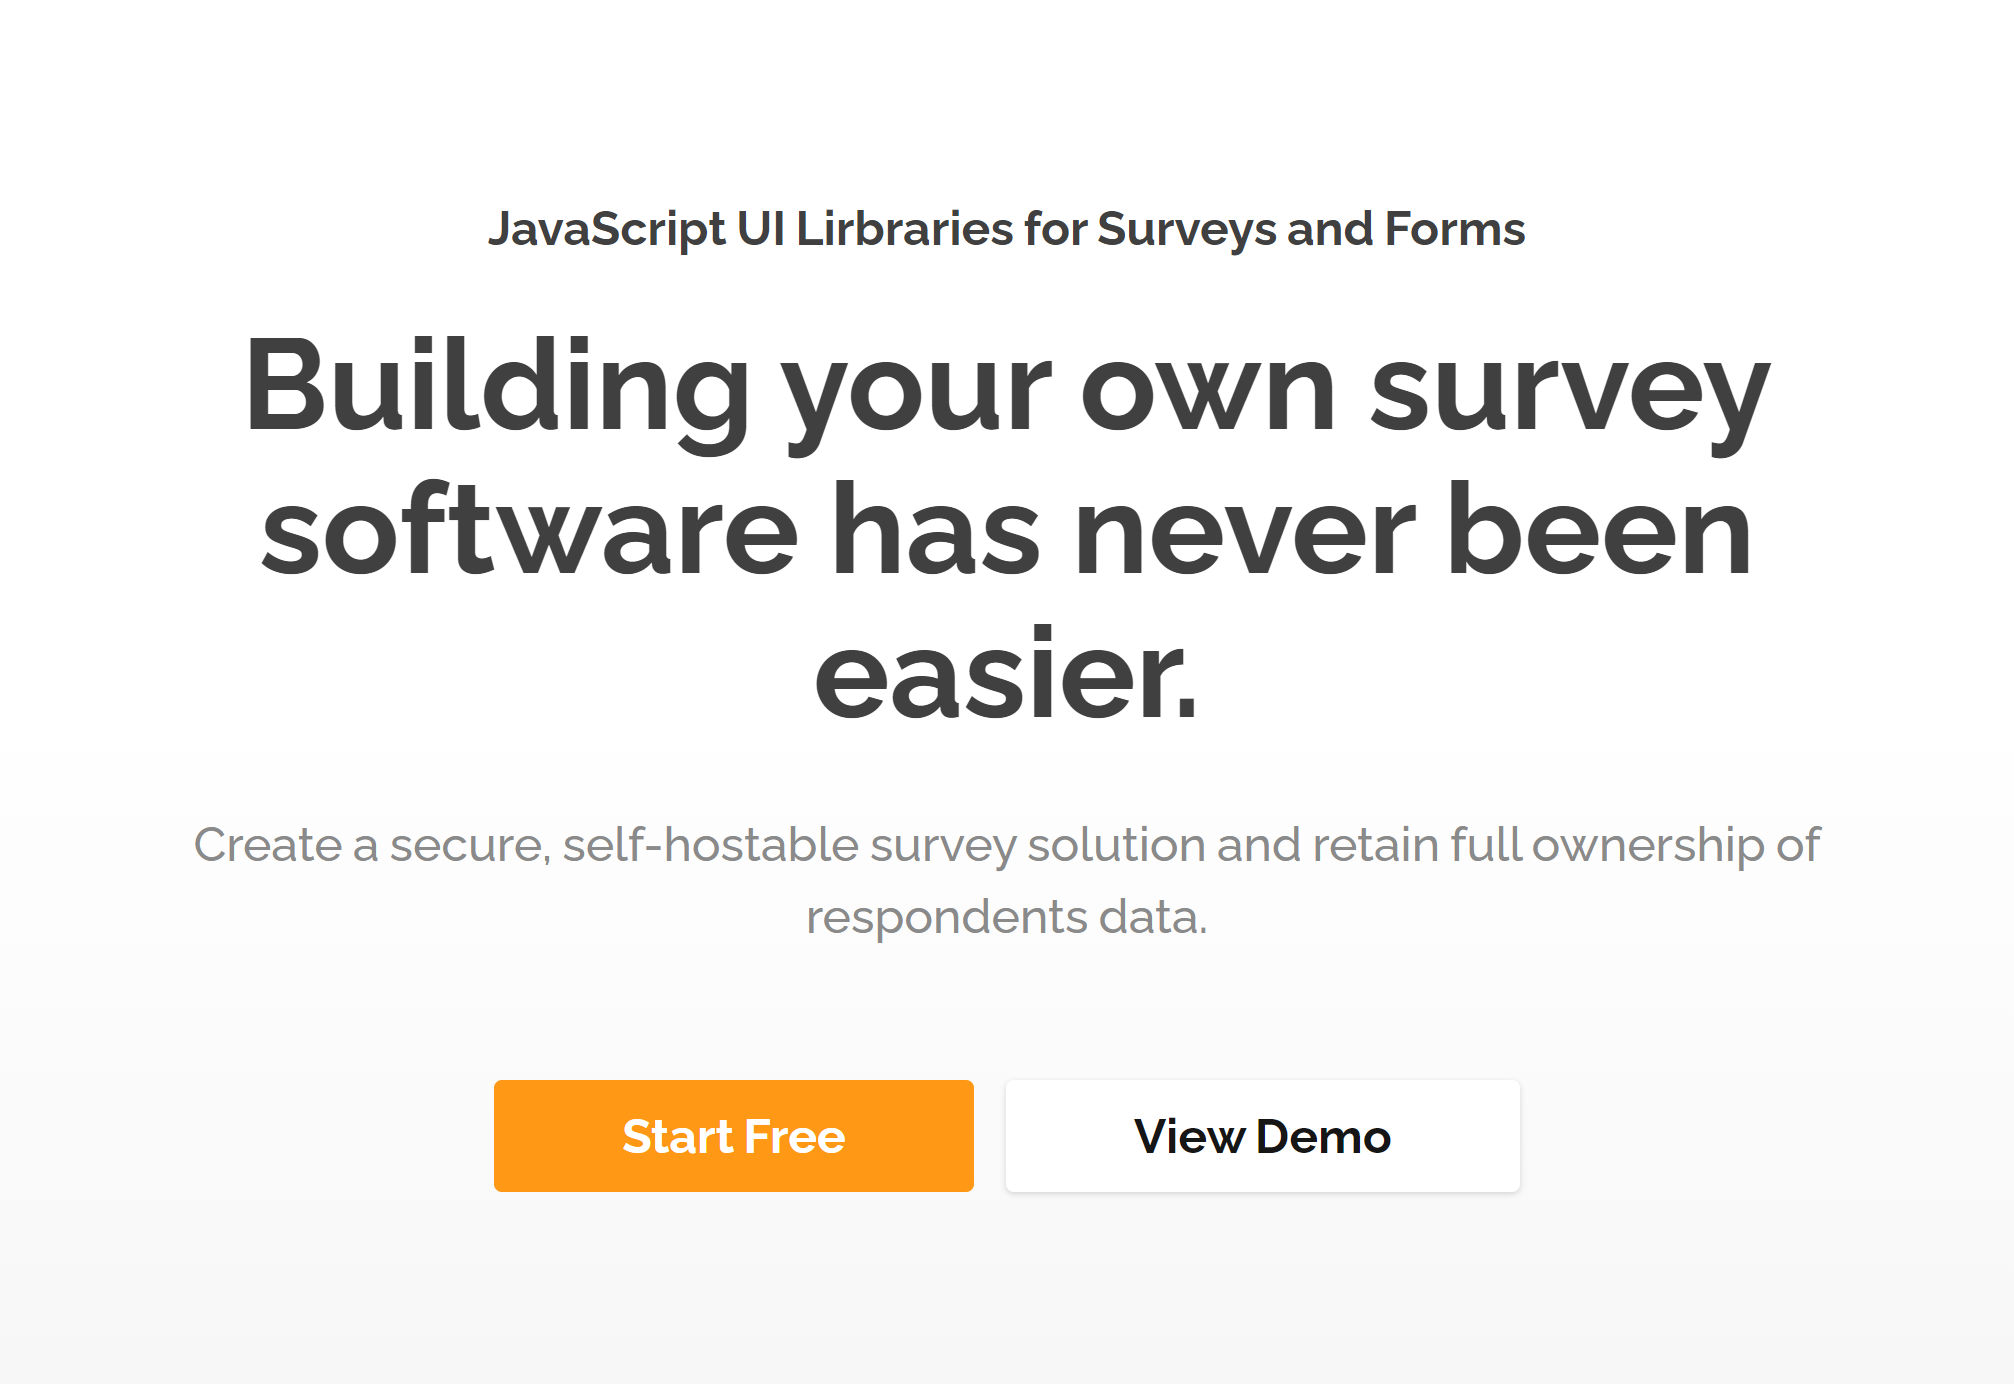 JavaScript UI Lirbraries for Surveys and Forms
Building your own survey
software has never been
easier.
Create a secure, self-hostable survey solution and retain full ownership of
respondents data.
Start Free
View Demo